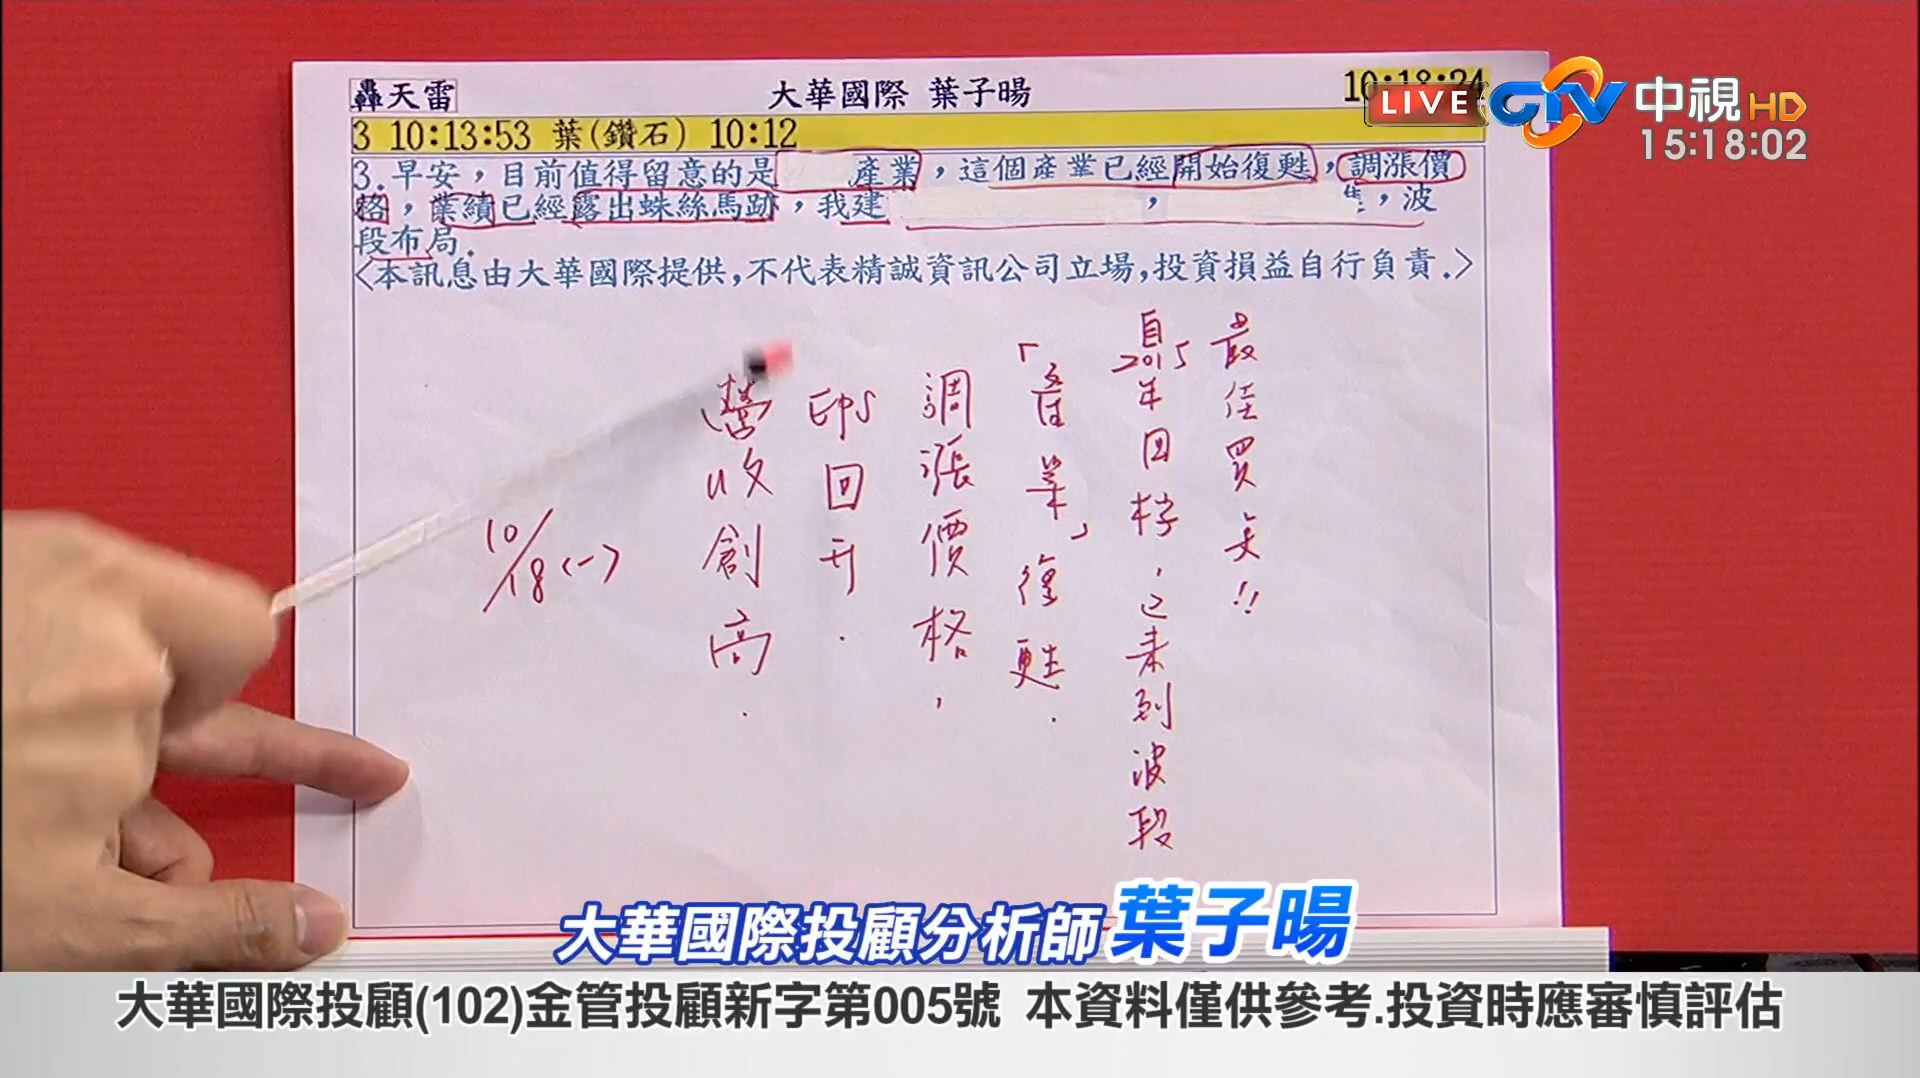 轟天雷 大華國際 葉子暘 10:18:24
LIVE CTV 中視 HD
15:18:02
3 10:13:53 葉(鑽石) 10:12
3.早安,目前值得留意的是 產業,這個產業已經開始復甦,調漲價
格,業績已經露出蛛絲馬跡,我建 , ,波
段布局.
<本訊息由大華國際提供,不代表精誠資訊公司立場,投資損益自行負責.>
最佳買矣!!
自2015年回檔,已來到波段
「產業」復甦.
調漲價格,
即回升.
營收創高.
10/18(一)
大華國際投顧分析師 葉子暘
大華國際投顧(102)金管投顧新字第005號 本資料僅供參考.投資時應審慎評估